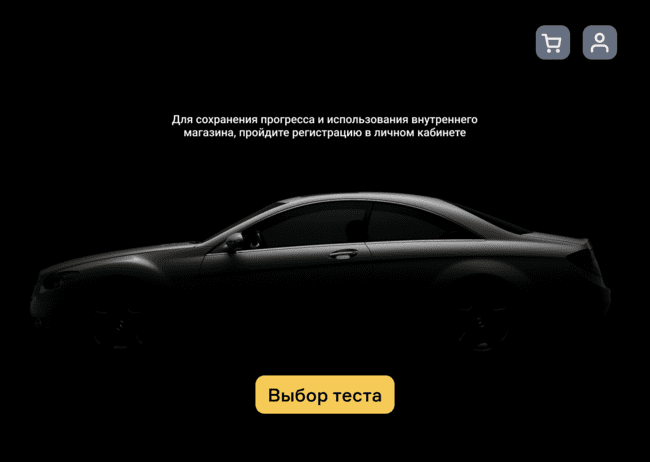 Для сохранения прогресса и использования внутреннего
магазина, пройдите регистрацию в личном кабинете
Выбор теста